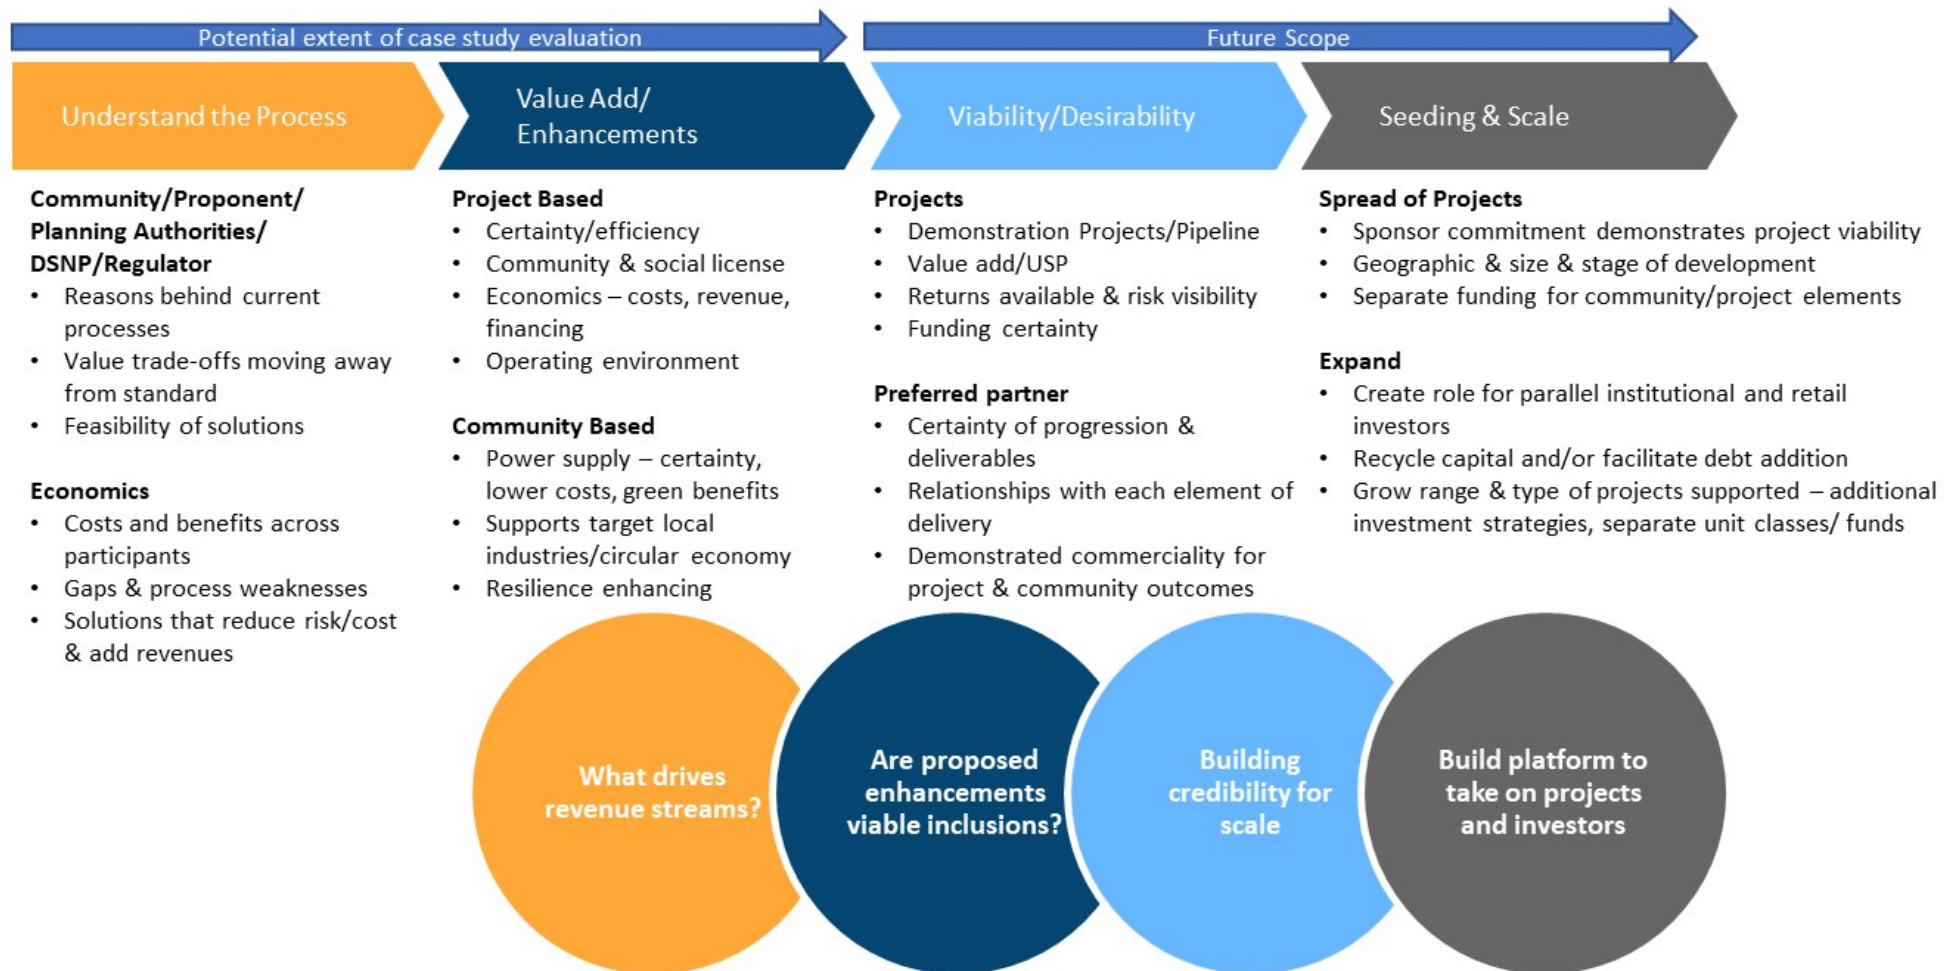 Potential extent of case study evaluation
Future Scope
Understand the Process
Value Add/
Enhancements
Viability/Desirability
Seeding & Scale
Community/Proponent/
Planning Authorities/
DSNP/Regulator
• Reasons behind current
processes
• Value trade-offs moving away
from standard
• Feasibility of solutions
Economics
• Costs and benefits across
participants
• Gaps & process weaknesses
• Solutions that reduce risk/cost
& add revenues
Project Based
• Certainty/efficiency
• Community & social license
• Economics – costs, revenue,
financing
• Operating environment
Community Based
• Power supply – certainty,
lower costs, green benefits
• Supports target local
industries/circular economy
• Resilience enhancing
Projects
• Demonstration Projects/Pipeline
• Value add/USP
• Returns available & risk visibility
• Funding certainty
Preferred partner
• Certainty of progression &
deliverables
• Relationships with each element of
delivery
• Demonstrated commerciality for
project & community outcomes
Spread of Projects
• Sponsor commitment demonstrates project viability
• Geographic & size & stage of development
• Separate funding for community/project elements
Expand
• Create role for parallel institutional and retail
investors
• Recycle capital and/or facilitate debt addition
• Grow range & type of projects supported – additional
investment strategies, separate unit classes/ funds
What drives
revenue streams?
Are proposed
enhancements
viable inclusions?
Building
credibility for
scale
Build platform to
take on projects
and investors